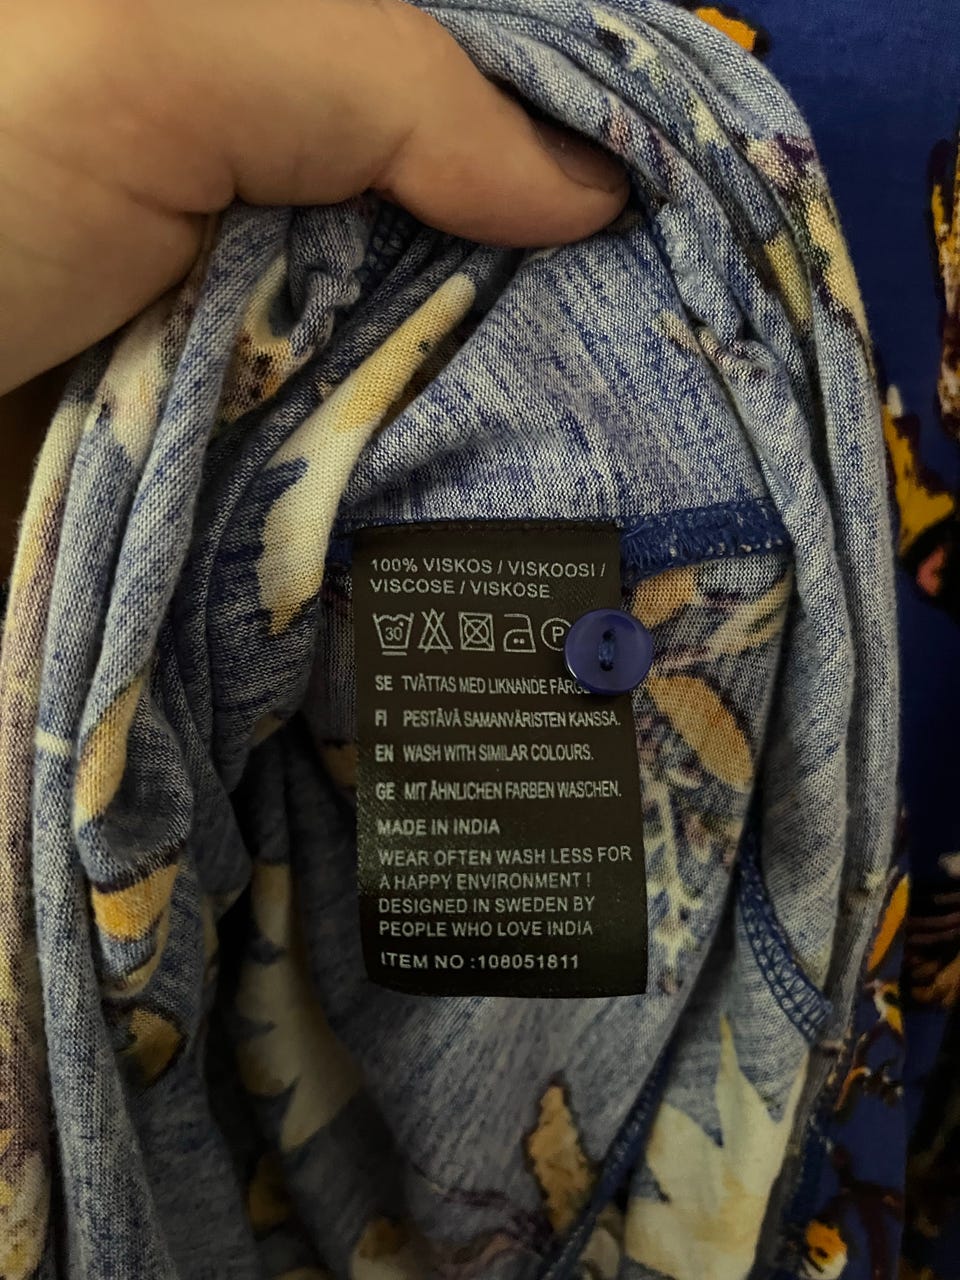 100% VISKOS / VISKOOSI /
VISCOSE / VISKOSE
30 P
SE TVÄTTAS MED LIKNANDE
FI PESTÄVÄ SAMANVÄRISTEN KANSSA.
EN WASH WITH SIMILAR COLOURS.
GE MIT ÄHNLICHEN FARBEN WASCHEN.
MADE IN INDIA
WEAR OFTEN WASH LESS FOR
A HAPPY ENVIRONMENT !
DESIGNED IN SWEDEN BY
PEOPLE WHO LOVE INDIA
ITEM NO :108051811